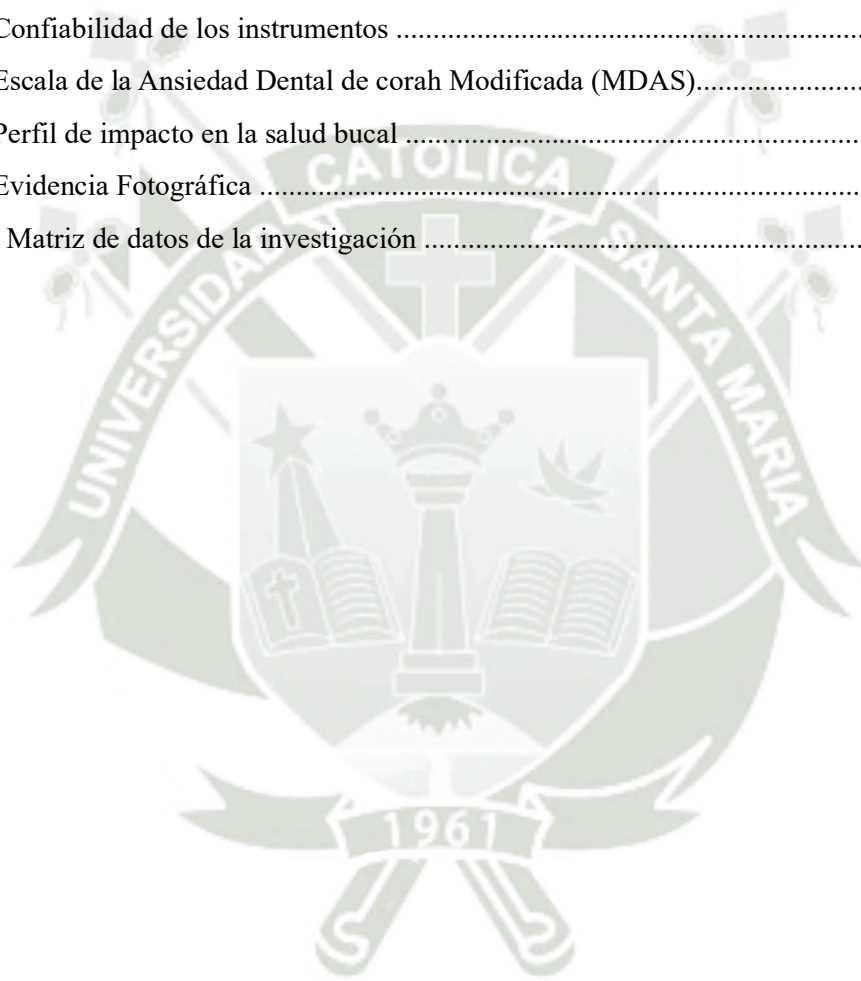 Confiabilidad de los instrumentos ........................................................................
Escala de la Ansiedad Dental de corah Modificada (MDAS).........................
Perfil de impacto en la salud bucal ......................................................................
Evidencia Fotográfica ..........................................................................................
Matriz de datos de la investigación ....................................................................
UNIVERSIDAD CATOLICA SANTA MARIA
1961